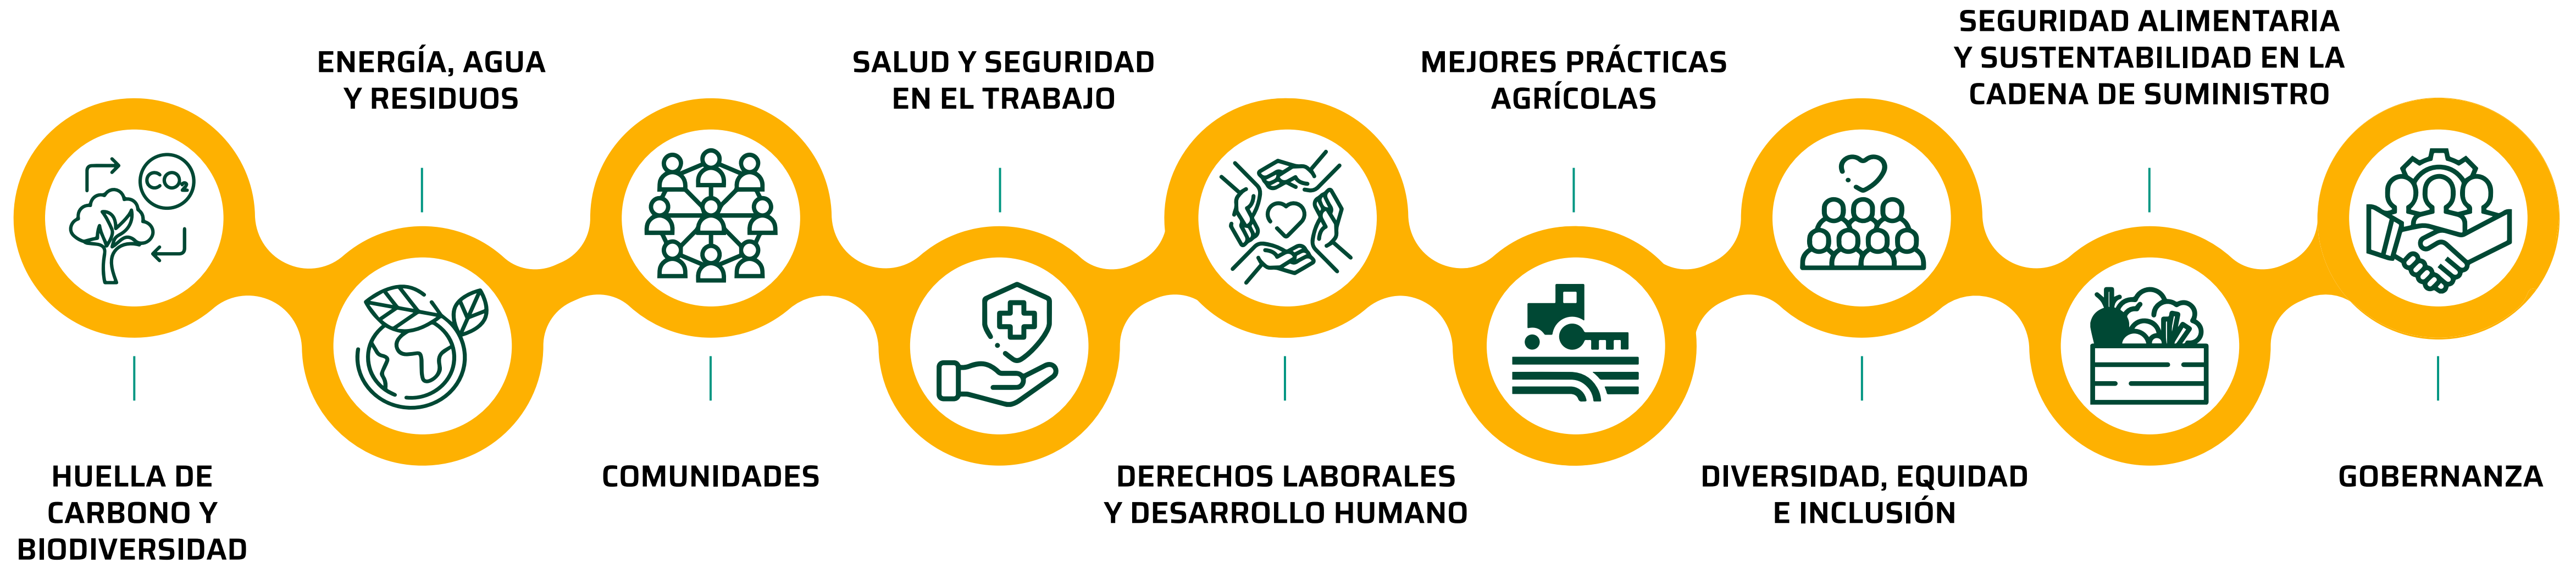 HUELLA DE
CARBONO Y
BIODIVERSIDAD
CO₂
ENERGÍA, AGUA
Y RESIDUOS
COMUNIDADES
SALUD Y SEGURIDAD
EN EL TRABAJO
DERECHOS LABORALES
Y DESARROLLO HUMANO
MEJORES PRÁCTICAS
AGRÍCOLAS
DIVERSIDAD, EQUIDAD
E INCLUSIÓN
SEGURIDAD ALIMENTARIA
Y SUSTENTABILIDAD EN LA
CADENA DE SUMINISTRO
GOBERNANZA